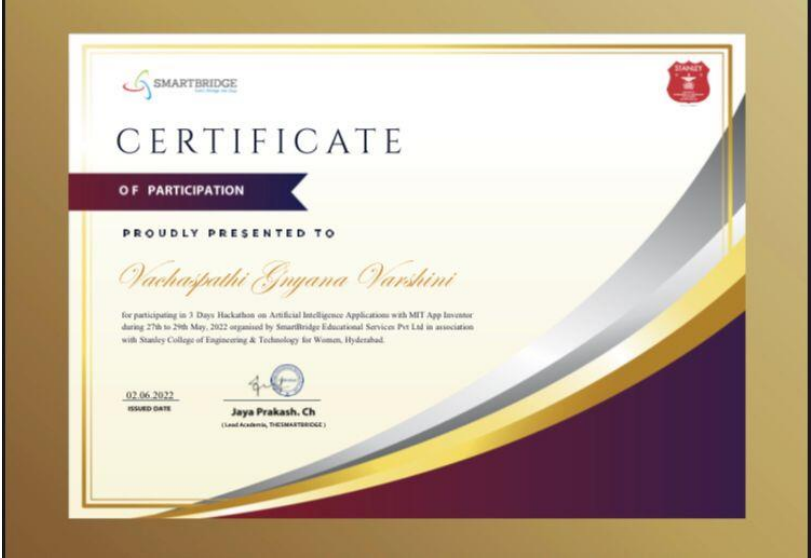 SMARTBRIDGE
STANLEY
CERTIFICATE
OF PARTICIPATION
PROUDLY PRESENTED TO
Vachaspathi Gnyana Varshini
for participating in 3 Days Hackathon on Artificial Intelligence Applications with MIT App Inventor
during 27th to 29th May, 2022 organised by SmartBridge Educational Services Pvt Ltd in association
with Stanley College of Engineering & Technology for Women, Hyderabad.
02.06.2022
ISSUED DATE
Jaya Prakash. Ch
( Lead Academia, THESMARTBRIDGE )